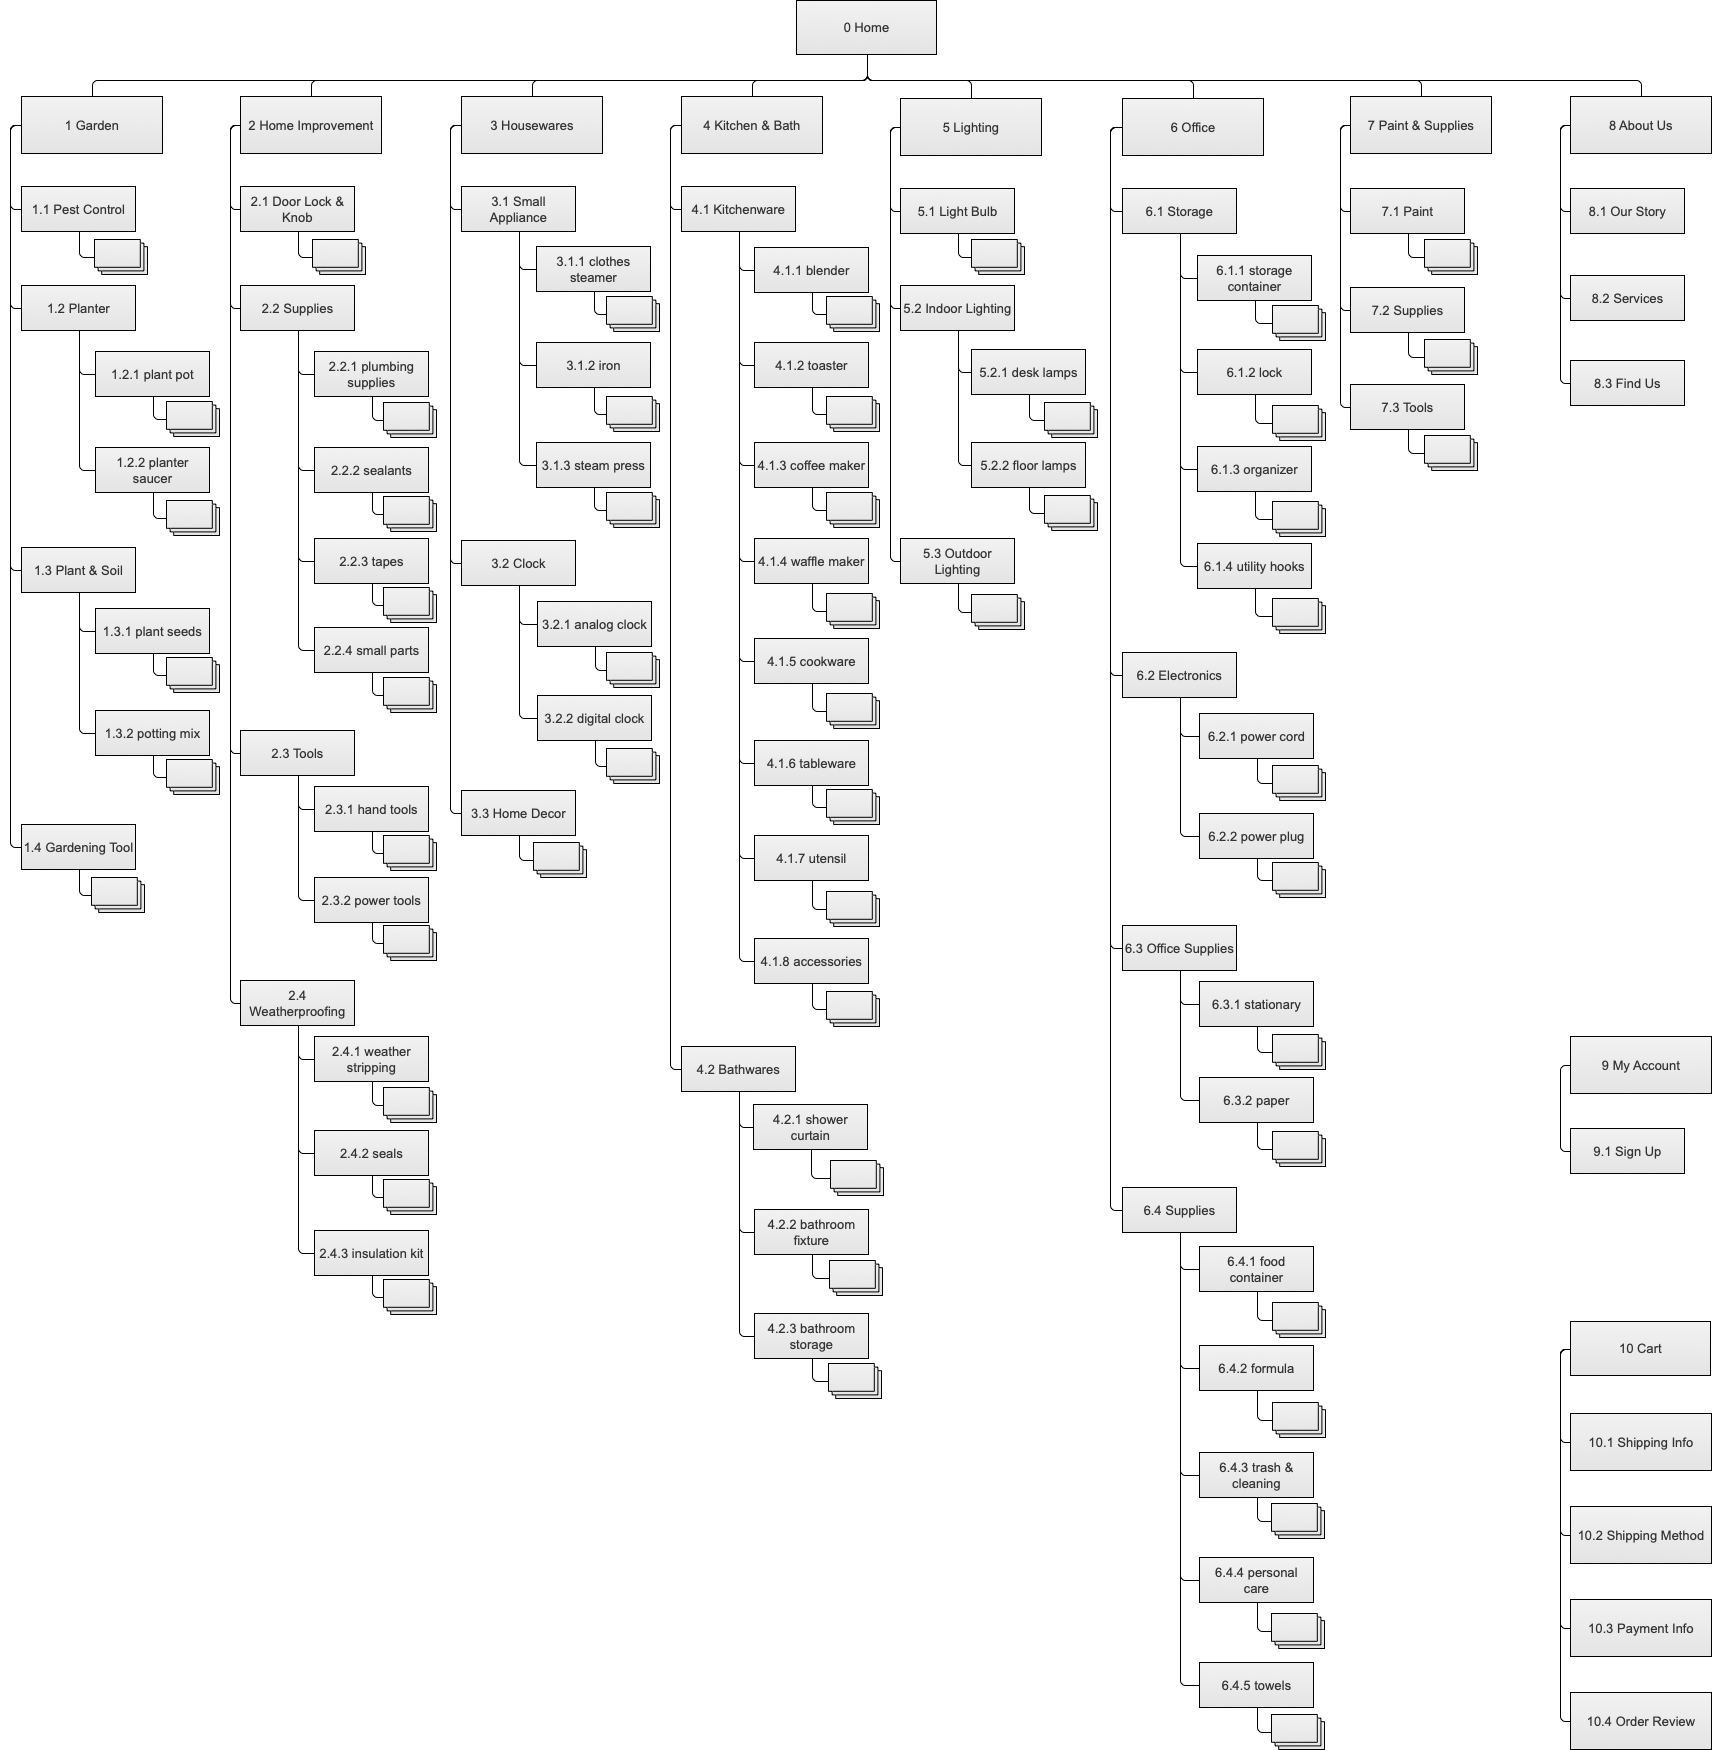 0 Home
1 Garden
1.1 Pest Control
1.2 Planter
1.2.1 plant pot
1.2.2 planter
saucer
1.3 Plant & Soil
1.3.1 plant seeds
1.3.2 potting mix
1.4 Gardening Tool
2 Home Improvement
2.1 Door Lock &
Knob
2.2 Supplies
2.2.1 plumbing
supplies
2.2.2 sealants
2.2.3 tapes
2.2.4 small parts
2.3 Tools
2.3.1 hand tools
2.3.2 power tools
2.4
Weatherproofing
2.4.1 weather
stripping
2.4.2 seals
2.4.3 insulation kit
3 Housewares
3.1 Small
Appliance
3.1.1 clothes
steamer
3.1.2 iron
3.1.3 steam press
3.2 Clock
3.2.1 analog clock
3.2.2 digital clock
3.3 Home Decor
4 Kitchen & Bath
4.1 Kitchenware
4.1.1 blender
4.1.2 toaster
4.1.3 coffee maker
4.1.4 waffle maker
4.1.5 cookware
4.1.6 tableware
4.1.7 utensil
4.1.8 accessories
4.2 Bathwares
4.2.1 shower
curtain
4.2.2 bathroom
fixture
4.2.3 bathroom
storage
5 Lighting
5.1 Light Bulb
5.2 Indoor Lighting
5.2.1 desk lamps
5.2.2 floor lamps
5.3 Outdoor
Lighting
6 Office
6.1 Storage
6.1.1 storage
container
6.1.2 lock
6.1.3 organizer
6.1.4 utility hooks
6.2 Electronics
6.2.1 power cord
6.2.2 power plug
6.3 Office Supplies
6.3.1 stationary
6.3.2 paper
6.4 Supplies
6.4.1 food
container
6.4.2 formula
6.4.3 trash &
cleaning
6.4.4 personal
care
6.4.5 towels
7 Paint & Supplies
7.1 Paint
7.2 Supplies
7.3 Tools
8 About Us
8.1 Our Story
8.2 Services
8.3 Find Us
9 My Account
9.1 Sign Up
10 Cart
10.1 Shipping Info
10.2 Shipping Method
10.3 Payment Info
10.4 Order Review